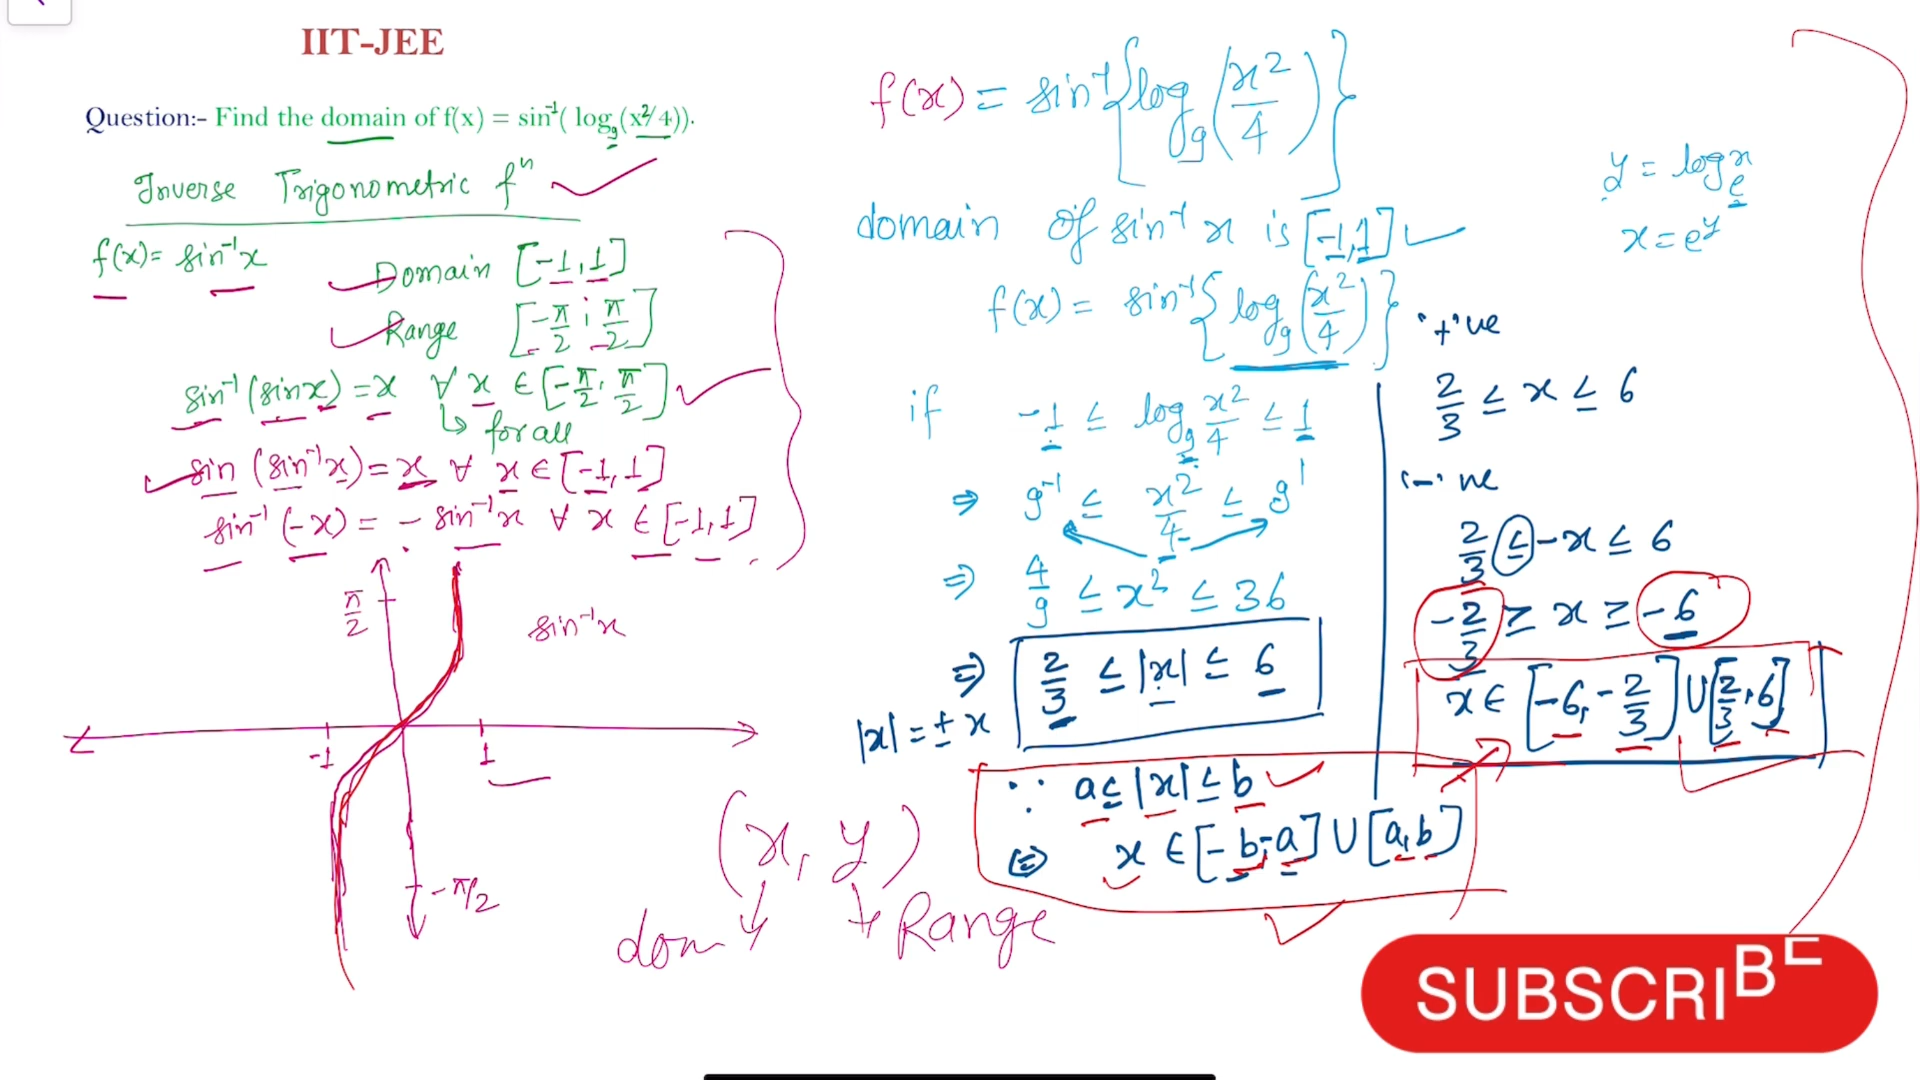 IIT-JEE
Question:- Find the domain of f(x) = sin⁻¹( log₉(x²/4)).
Inverse Trigonometric fⁿ
f(x)= sin⁻¹x
Domain [-1,1]
Range [-π/2 , π/2]
sin⁻¹(sinx) = x ∀ x ∈ [-π/2, π/2]
↳ for all
sin (sin⁻¹x) = x ∀ x ∈ [-1,1]
sin⁻¹(-x) = - sin⁻¹x ∀ x ∈ [-1,1]
π/2
sin⁻¹x
-1
1
-π/2
(x, y)
dom
Range
f(x) = sin⁻¹{log₉(x²/4)}
domain of sin⁻¹ x is [-1,1]
f(x) = sin⁻¹{log₉(x²/4)}
if -1 ≤ log₉ x²/4 ≤ 1
⇒ 9⁻¹ ≤ x²/4 ≤ 9¹
⇒ 4/9 ≤ x² ≤ 36
⇒ 2/3 ≤ |x| ≤ 6
|x| = ± x
∵ a ≤ |x| ≤ b
⇔ x ∈ [-b,-a] ∪ [a,b]
y = logₑx
x = eʸ
'+'ve
2/3 ≤ x ≤ 6
'-'ve
2/3 ≤ -x ≤ 6
-2/3 ≥ x ≥ -6
x ∈ [-6, -2/3] ∪ [2/3, 6]
SUBSCRIBE